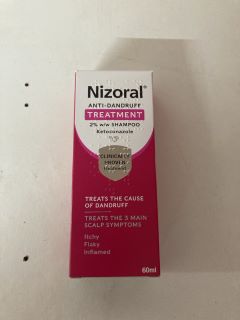 Nizoral®
ANTI-DANDRUFF
TREATMENT
2% w/w SHAMPOO
Ketoconazole
CLINICALLY
PROVEN
treatment
TREATS THE CAUSE
OF DANDRUFF
TREATS THE 3 MAIN
SCALP SYMPTOMS
Itchy
Flaky
Inflamed
60ml